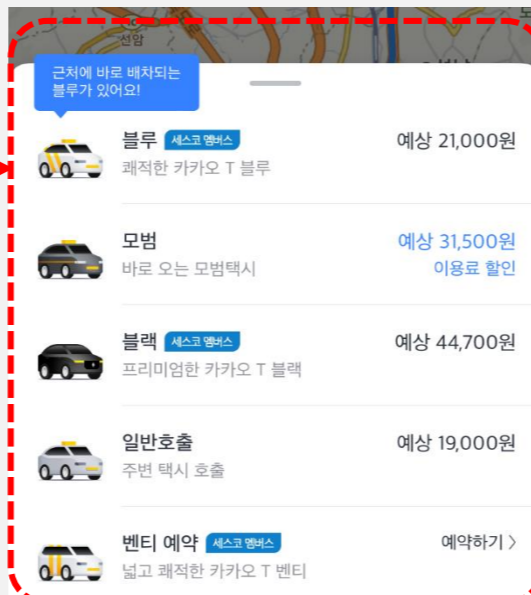 선암
근처에 바로 배차되는
블루가 있어요!
블루 세스코 멤버스 예상 21,000원
쾌적한 카카오 T 블루
모범 예상 31,500원
바로 오는 모범택시 이용료 할인
블랙 세스코 멤버스 예상 44,700원
프리미엄한 카카오 T 블랙
일반호출 예상 19,000원
주변 택시 호출
벤티 예약 세스코 멤버스 예약하기 >
넓고 쾌적한 카카오 T 벤티